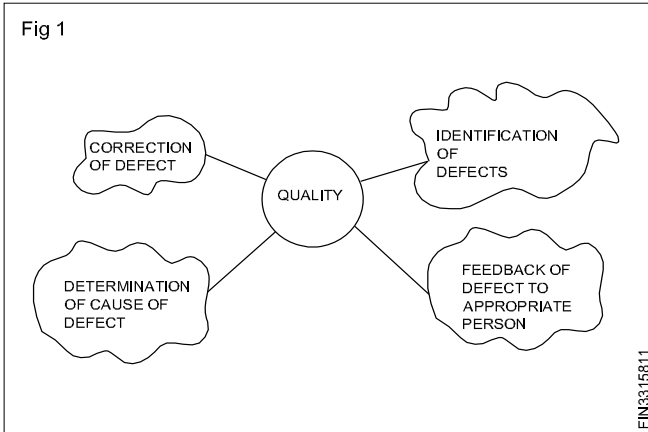 Fig 1
CORRECTION
OF DEFECT
IDENTIFICATION
OF
DEFECTS
QUALITY
DETERMINATION
OF CAUSE OF
DEFECT
FEEDBACK OF
DEFECT TO
APPROPRIATE
PERSON
FIN3315811